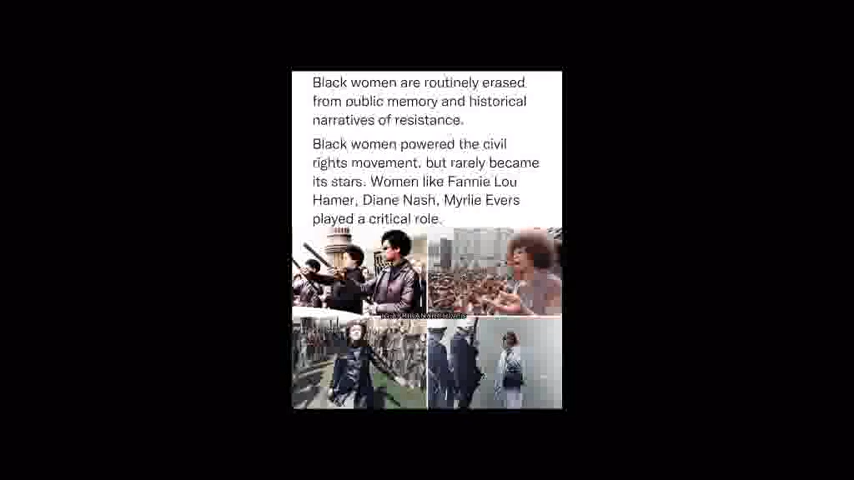 Black women are routinely erased
from public memory and historical
narratives of resistance.
Black women powered the civil
rights movement, but rarely became
its stars. Women like Fannie Lou
Hamer, Diane Nash, Myrlie Evers
played a critical role.